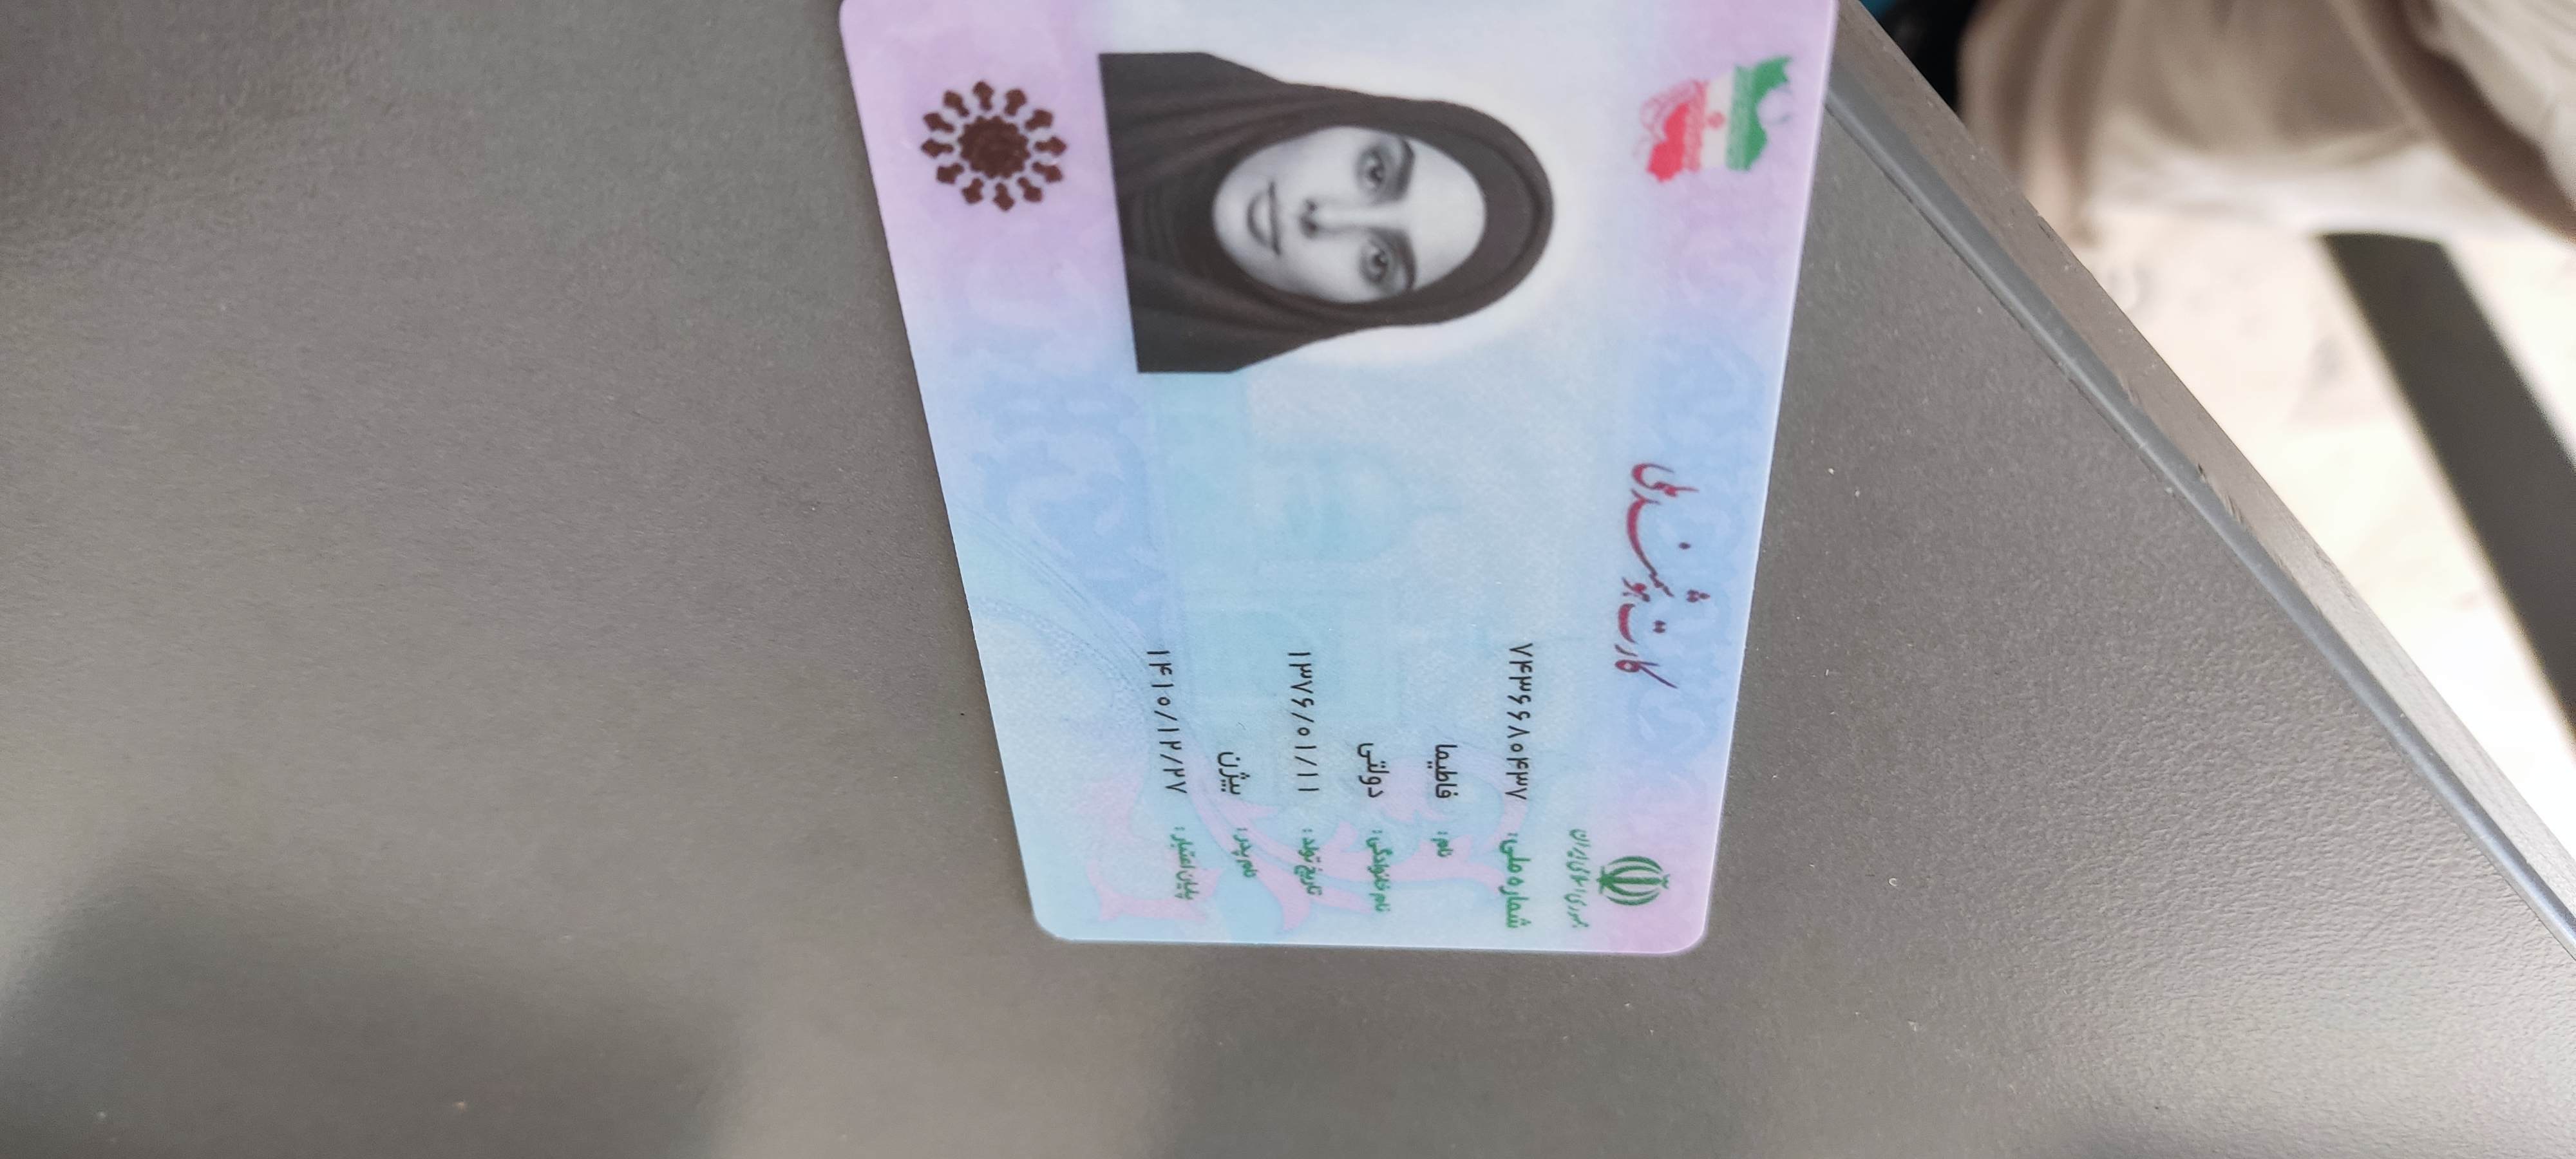 جمهوری اسلامی ایران
کارت هوشمند ملی
شماره ملی: ۷۴۳۶۶۸۰۴۳۷
نام: فاطیما
نام خانوادگی: دولتی
تاریخ تولد: ۱۳۷۶/۰۱/۱۱
نام پدر: بیژن
پایان اعتبار: ۱۴۱۰/۱۲/۲۷